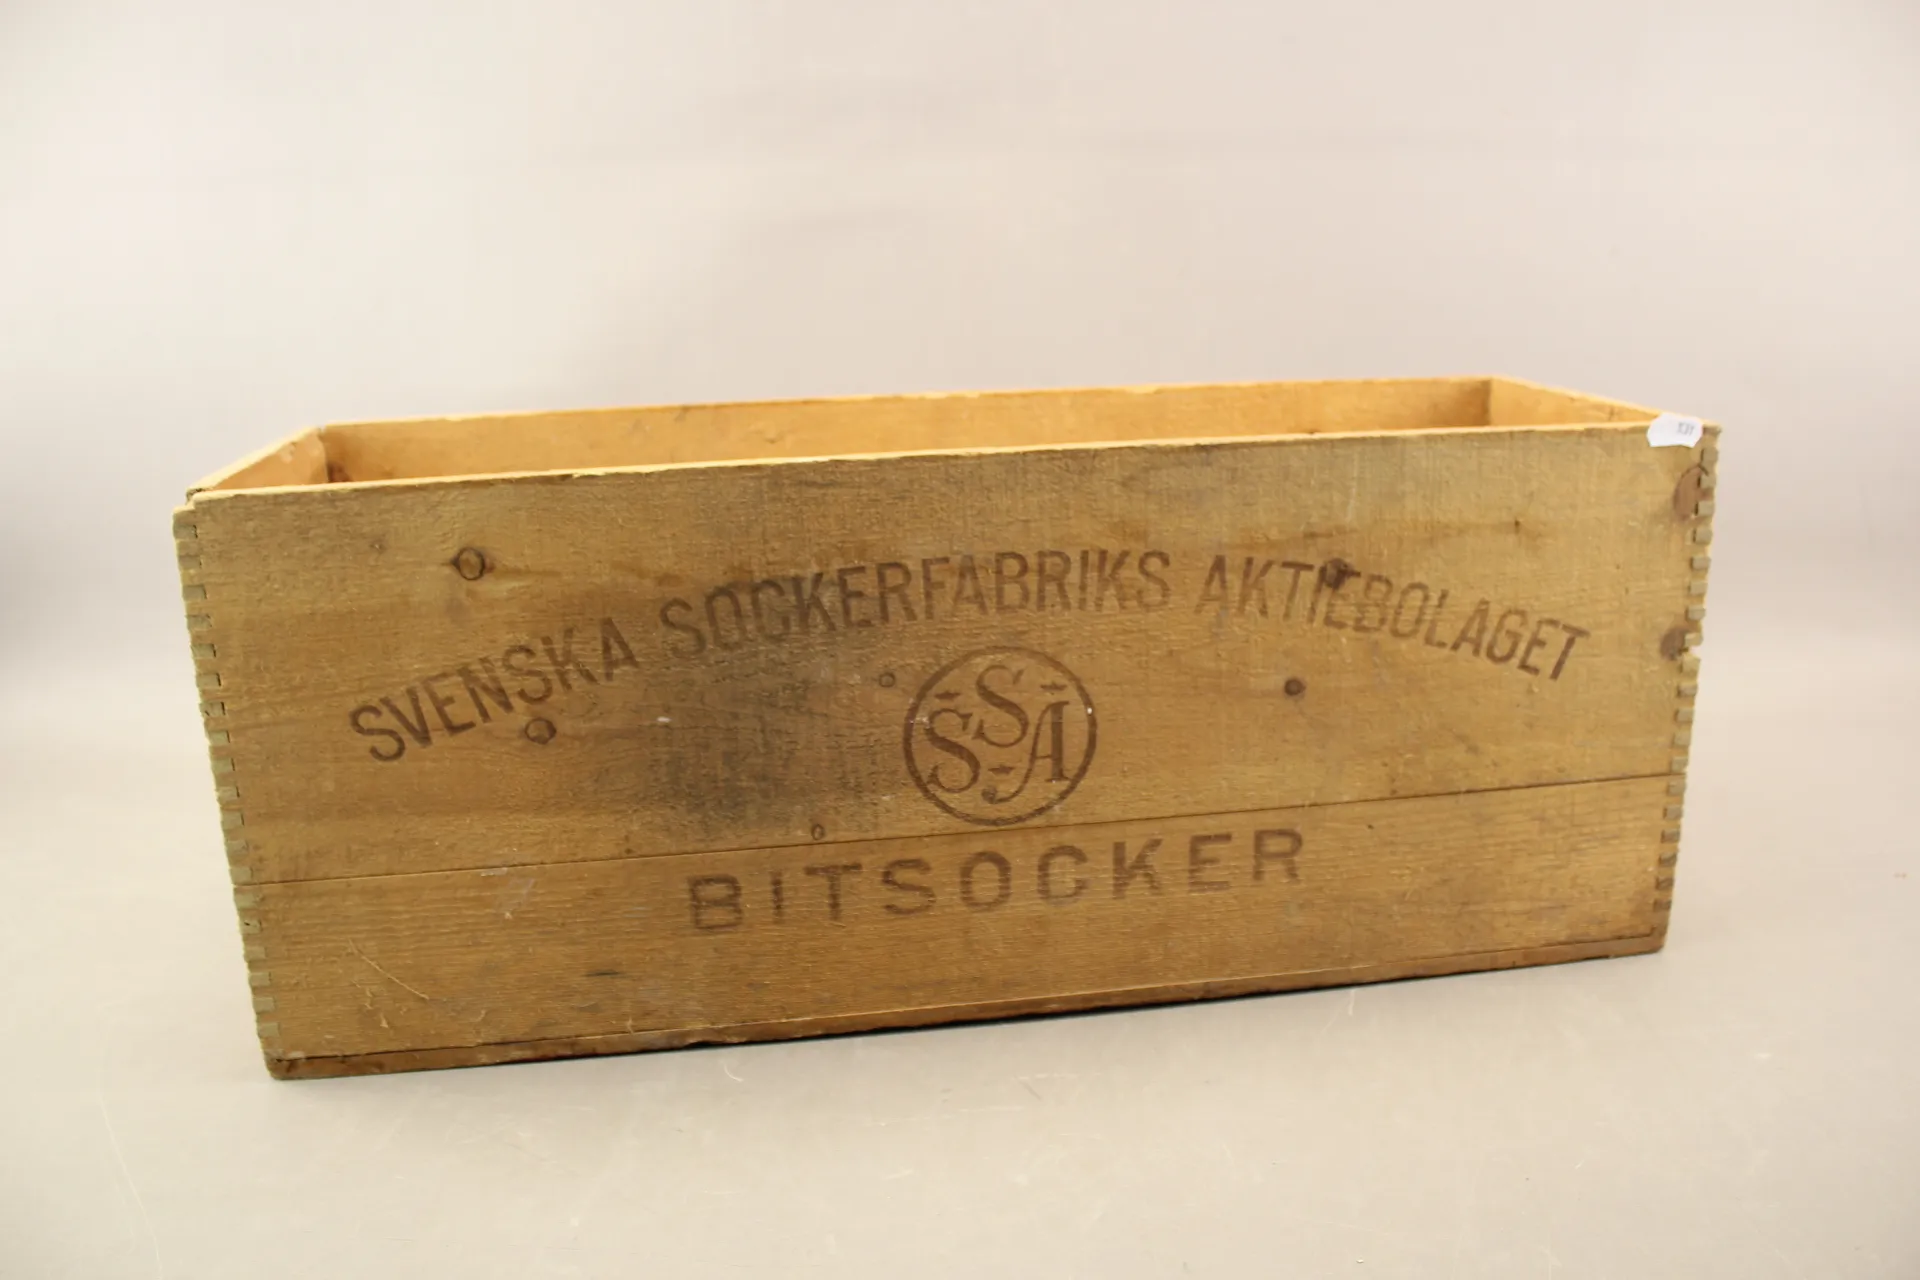 SVENSKA SOCKERFABRIKS AKTIEBOLAGET
SSA
BITSOCKER